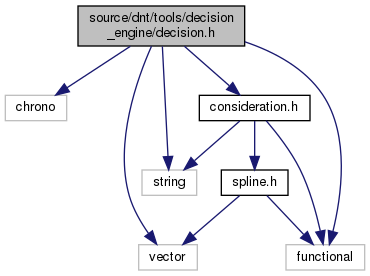 source/dnt/tools/decision
_engine/decision.h
chrono
consideration.h
string
spline.h
vector
functional